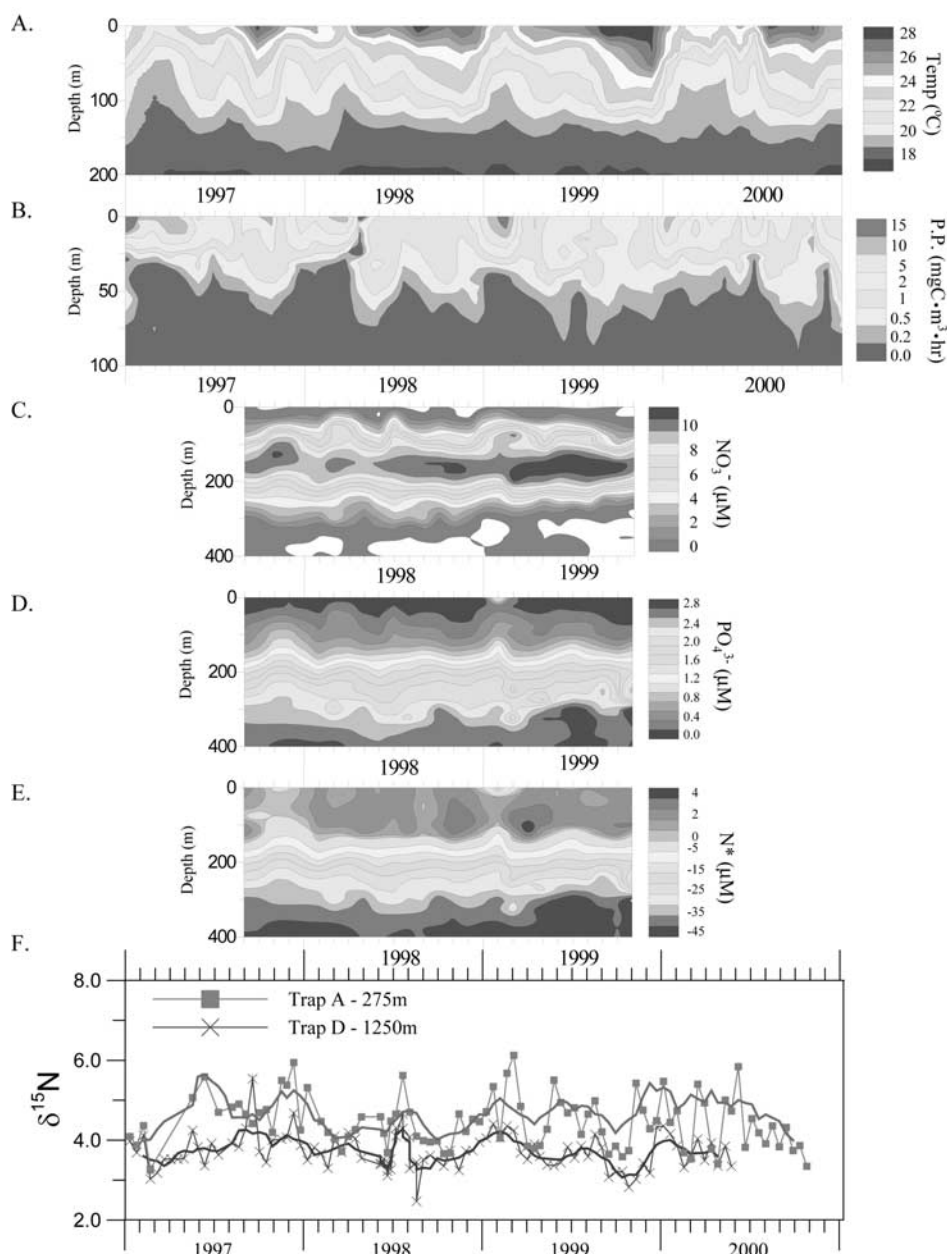 A.
0
100
200
Depth (m)
1997 1998 1999 2000
28
26
24
22
20
18
Temp (°C)
B.
0
50
100
Depth (m)
1997 1998 1999 2000
15
10
5
2
1
0.5
0.2
0.0
P.P. (mgC•m³•hr)
C.
0
200
400
Depth (m)
1998 1999
10
8
6
4
2
0
NO₃⁻ (µM)
D.
0
200
400
Depth (m)
1998 1999
2.8
2.4
2.0
1.6
1.2
0.8
0.4
0.0
PO₄³⁻ (µM)
E.
0
200
400
Depth (m)
1998 1999
4
2
0
-5
-15
-25
-35
-45
N* (µM)
F.
8.0
6.0
4.0
2.0
δ¹⁵N
Trap A - 275m
Trap D - 1250m
1997 1998 1999 2000